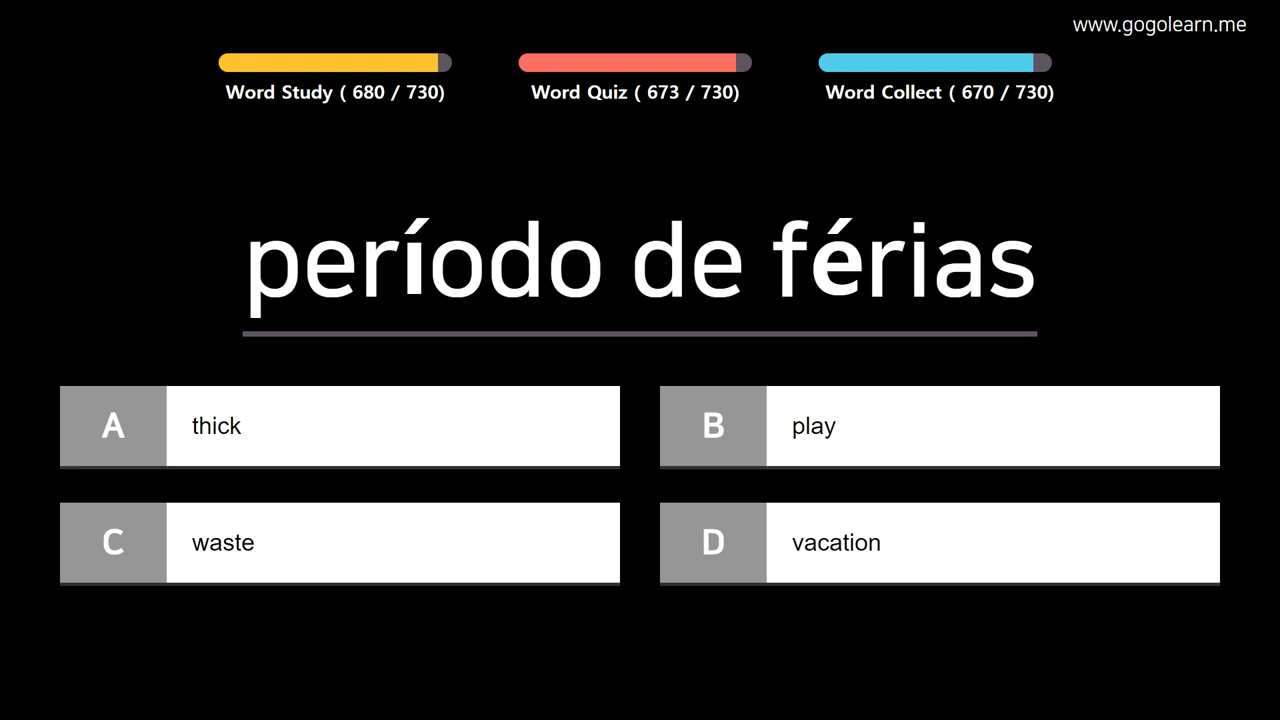 www.gogolearn.me
Word Study ( 680 / 730)
Word Quiz ( 673 / 730)
Word Collect ( 670 / 730)
período de férias
A thick
B play
C waste
D vacation